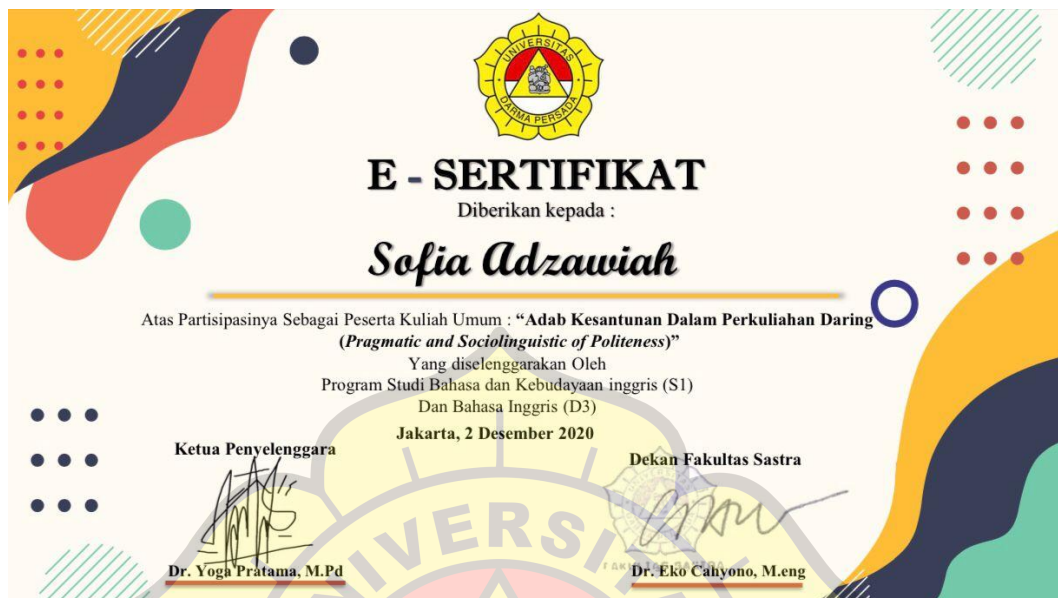 UNIVERSITAS
DARMA PERSADA
E - SERTIFIKAT
Diberikan kepada :
Sofia Adzawiah
Atas Partisipasinya Sebagai Peserta Kuliah Umum : “Adab Kesantunan Dalam Perkuliahan Daring
(Pragmatic and Sociolinguistic of Politeness)”
Yang diselenggarakan Oleh
Program Studi Bahasa dan Kebudayaan inggris (S1)
Dan Bahasa Inggris (D3)
Jakarta, 2 Desember 2020
Ketua Penyelenggara
Dekan Fakultas Sastra
Dr. Yoga Pratama, M.Pd
FAKULTAS SASTRA
Dr. Eko Cahyono, M.eng